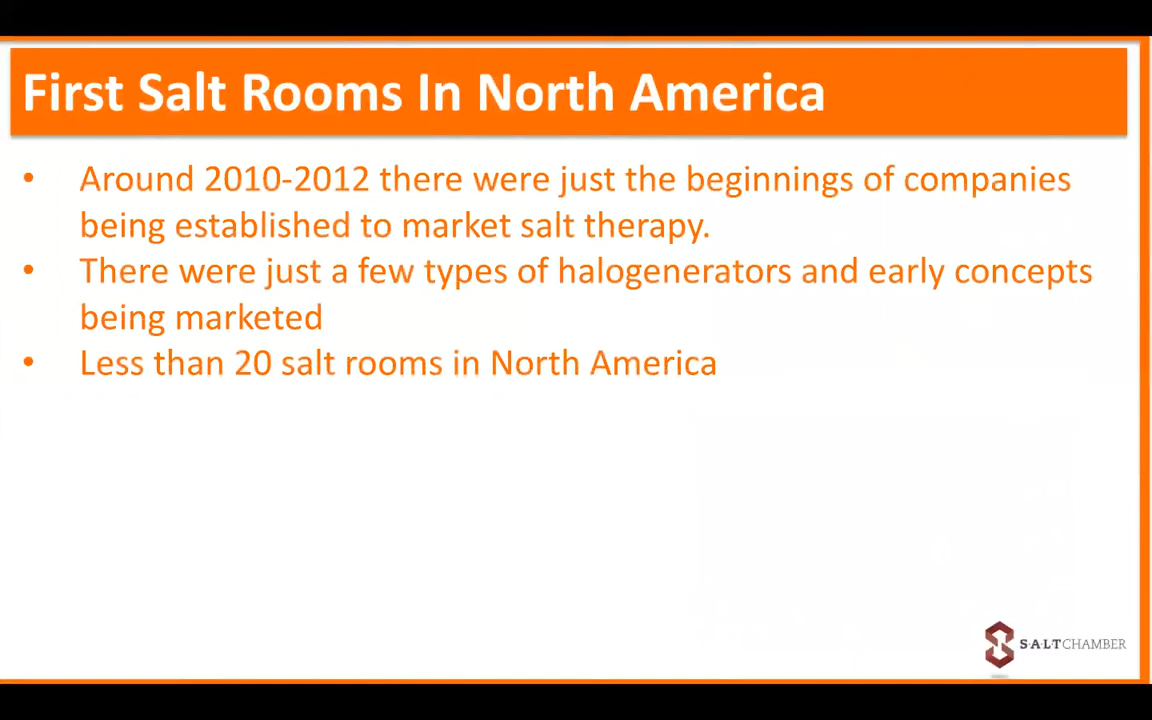 First Salt Rooms In North America
• Around 2010-2012 there were just the beginnings of companies
being established to market salt therapy.
• There were just a few types of halogenerators and early concepts
being marketed
• Less than 20 salt rooms in North America
S·A·L·TCHAMBER